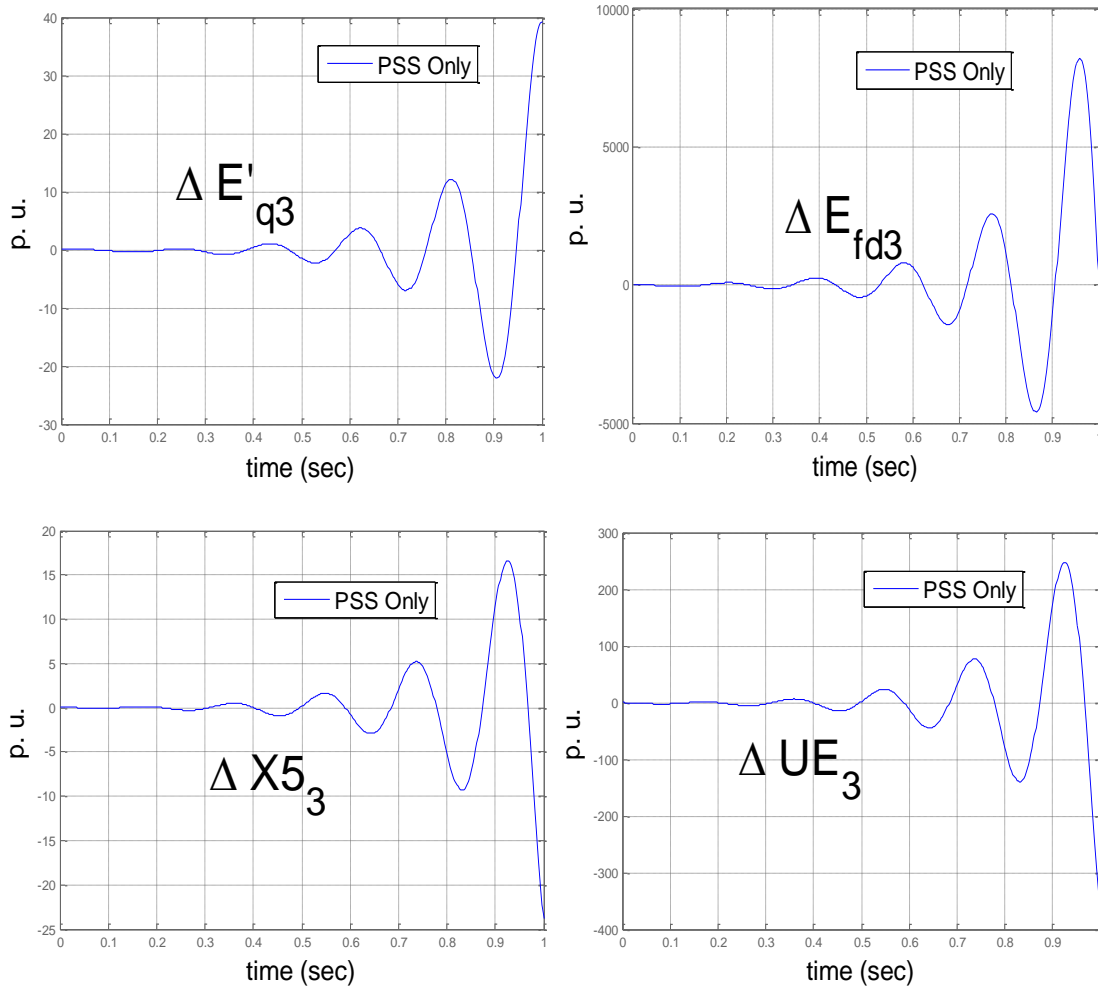 40
30
20
10
0
-10
-20
-30
p. u.
PSS Only
Δ E'q3
0 0.1 0.2 0.3 0.4 0.5 0.6 0.7 0.8 0.9 1
time (sec)
10000
5000
0
-5000
p. u.
PSS Only
Δ Efd3
0 0.1 0.2 0.3 0.4 0.5 0.6 0.7 0.8 0.9
time (sec)
20
15
10
5
0
-5
-10
-15
-20
-25
p. u.
PSS Only
Δ X53
0 0.1 0.2 0.3 0.4 0.5 0.6 0.7 0.8 0.9 1
time (sec)
300
200
100
0
-100
-200
-300
-400
p. u.
PSS Only
Δ UE3
0 0.1 0.2 0.3 0.4 0.5 0.6 0.7 0.8 0.9
time (sec)